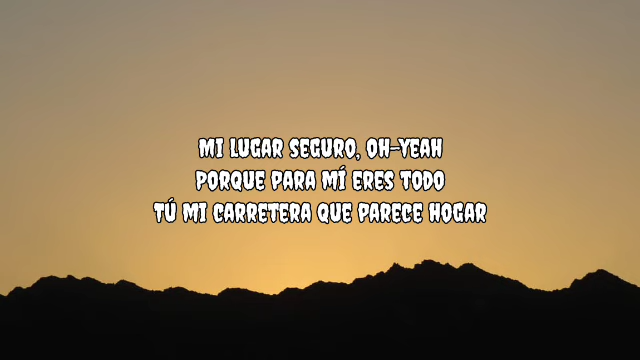 MI LUGAR SEGURO, OH-YEAH
PORQUE PARA MÍ ERES TODO
TÚ MI CARRETERA QUE PARECE HOGAR